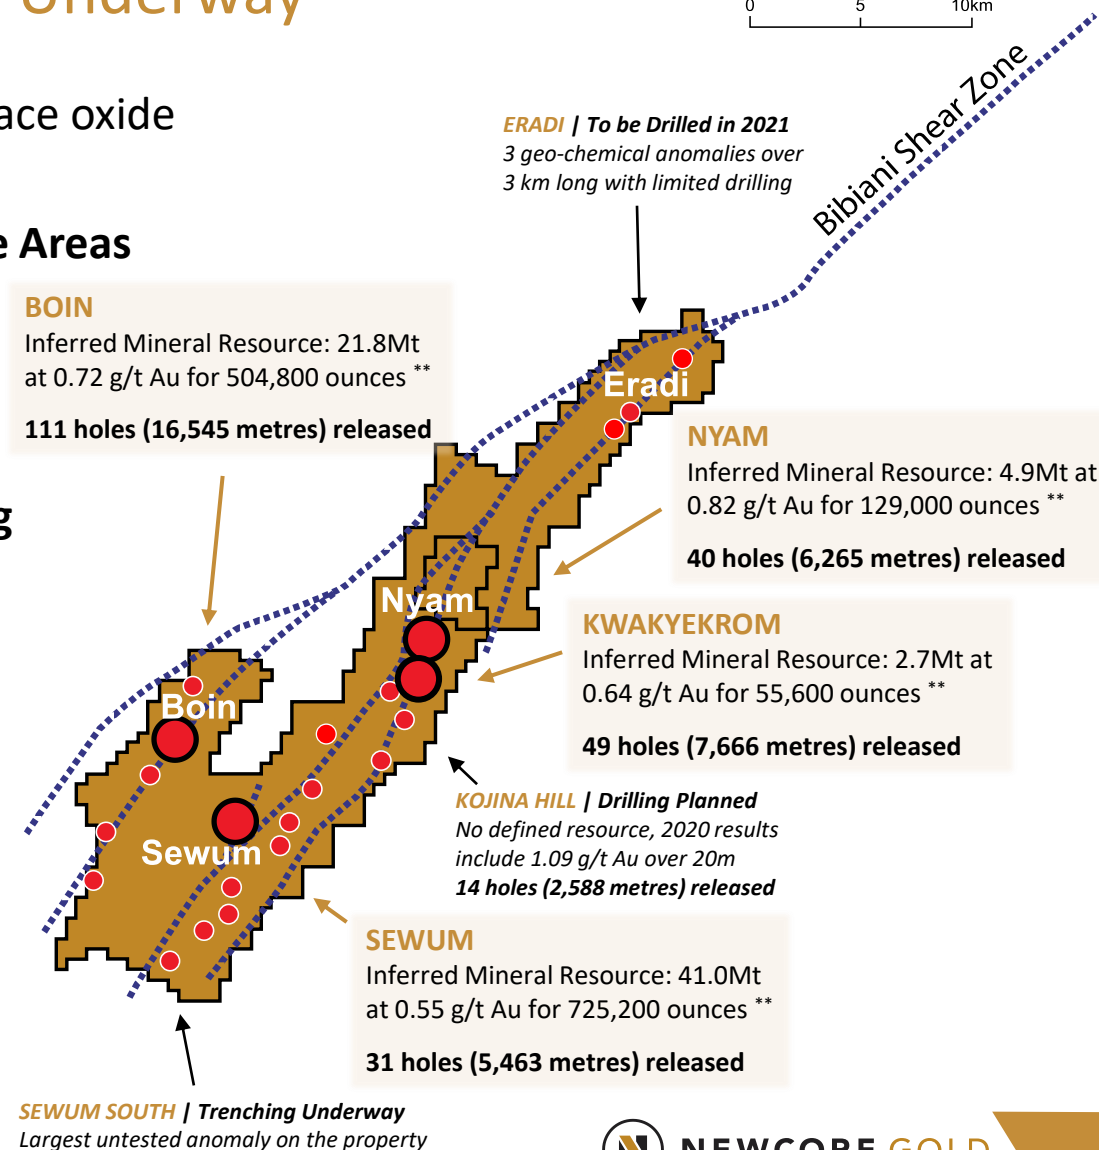 Underway
0 5 10km
ace oxide
Bibiani Shear Zone
ERADI | To be Drilled in 2021
3 geo-chemical anomalies over
3 km long with limited drilling
e Areas
BOIN
Inferred Mineral Resource: 21.8Mt
at 0.72 g/t Au for 504,800 ounces **
111 holes (16,545 metres) released
Eradi
NYAM
Inferred Mineral Resource: 4.9Mt at
0.82 g/t Au for 129,000 ounces **
40 holes (6,265 metres) released
g
Nyam
KWAKYEKROM
Inferred Mineral Resource: 2.7Mt at
0.64 g/t Au for 55,600 ounces **
49 holes (7,666 metres) released
Boin
KOJINA HILL | Drilling Planned
No defined resource, 2020 results
include 1.09 g/t Au over 20m
14 holes (2,588 metres) released
Sewum
SEWUM
Inferred Mineral Resource: 41.0Mt
at 0.55 g/t Au for 725,200 ounces **
31 holes (5,463 metres) released
SEWUM SOUTH | Trenching Underway
Largest untested anomaly on the property
NEWCORE GOLD